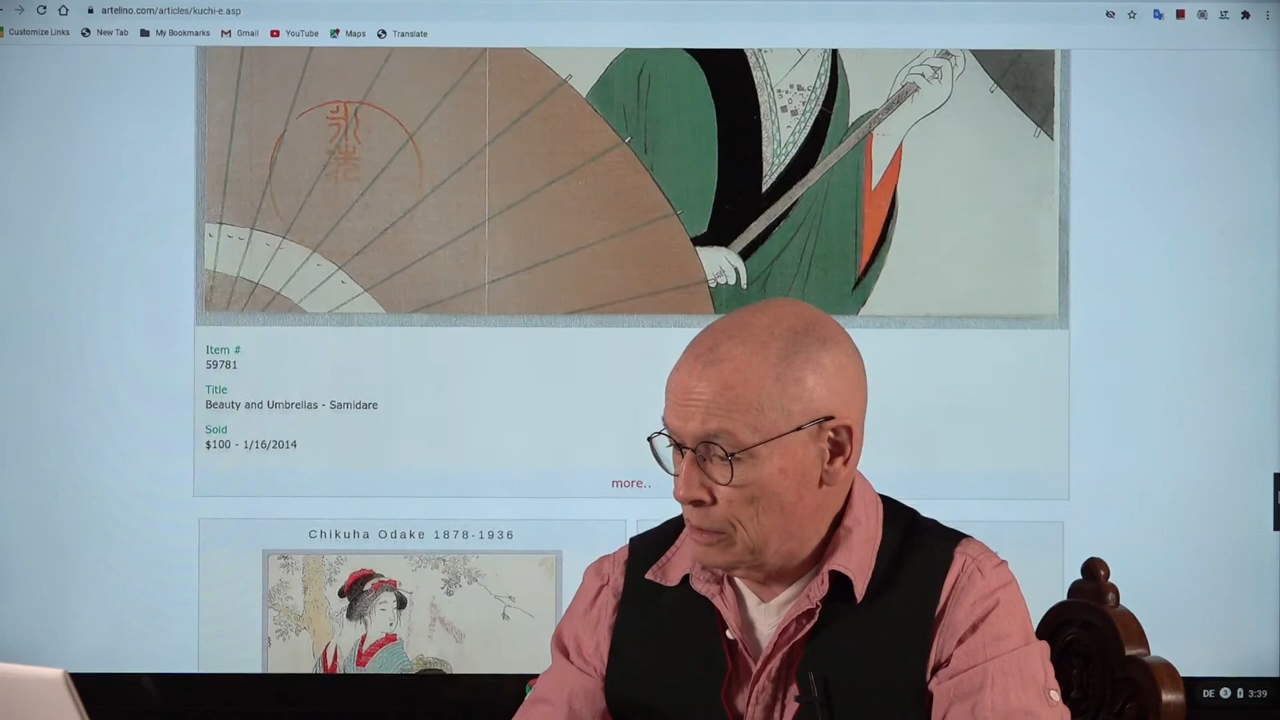 artelino.com/articles/kuchi-e.asp
Customize Links New Tab My Bookmarks Gmail YouTube Maps Translate
Item #
59781
Title
Beauty and Umbrellas - Samidare
Sold
$100 - 1/16/2014
more..
Chikuha Odake 1878-1936
DE 3 3:39